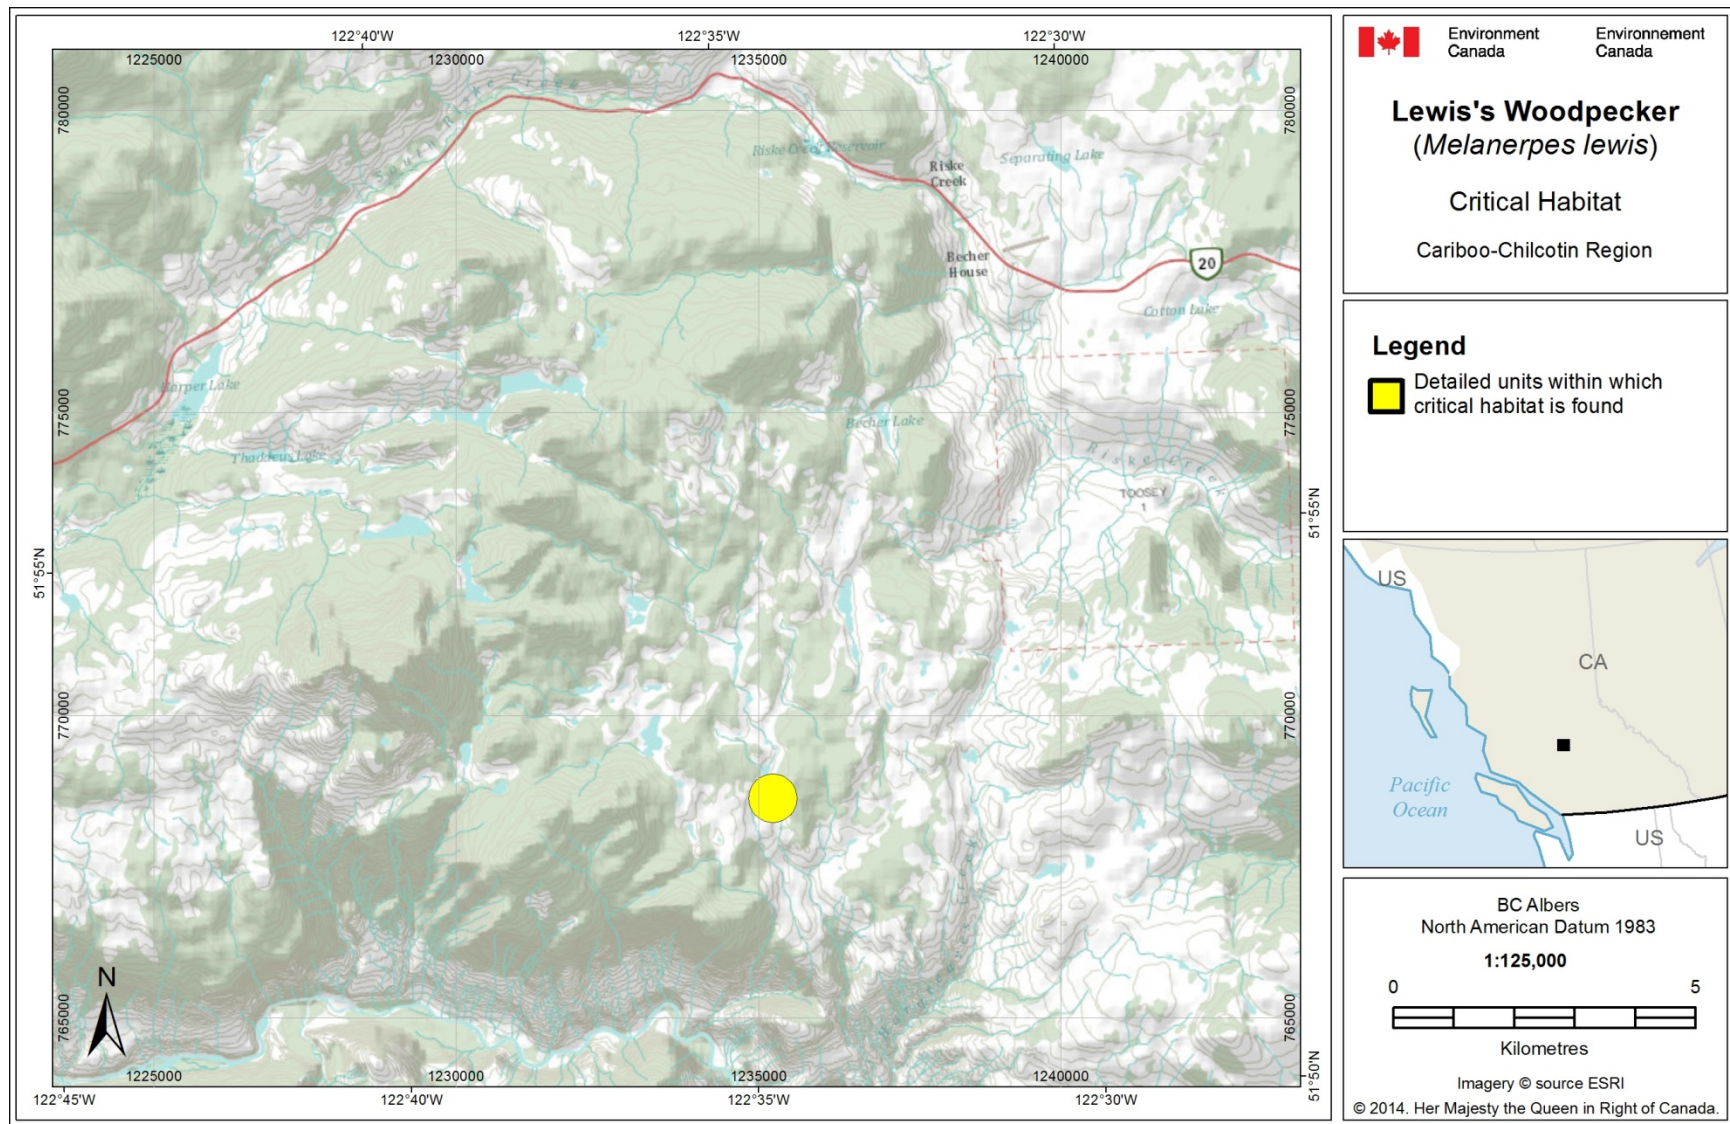 122°40'W 122°35'W 122°30'W
1225000 1230000 1235000 1240000
780000 780000
South Riske Creek
Riske Creek Reservoir
Separating Lake
Riske
Creek
Becher
House
20
Cotton Lake
Harper Lake
775000 775000
Becher Lake
Thaddeus Lake
Riske Creek
TOOSEY
1
51°55'N
51°55'N
770000 770000
765000 765000
N
51°50'N
1225000 1230000 1235000 1240000
122°45'W 122°40'W 122°35'W 122°30'W
Environment
Canada
Environnement
Canada
Lewis's Woodpecker
(Melanerpes lewis)
Critical Habitat
Cariboo-Chilcotin Region
Legend
Detailed units within which
critical habitat is found
US
CA
Pacific
Ocean
US
BC Albers
North American Datum 1983
1:125,000
0 5
Kilometres
Imagery © source ESRI
© 2014. Her Majesty the Queen in Right of Canada.